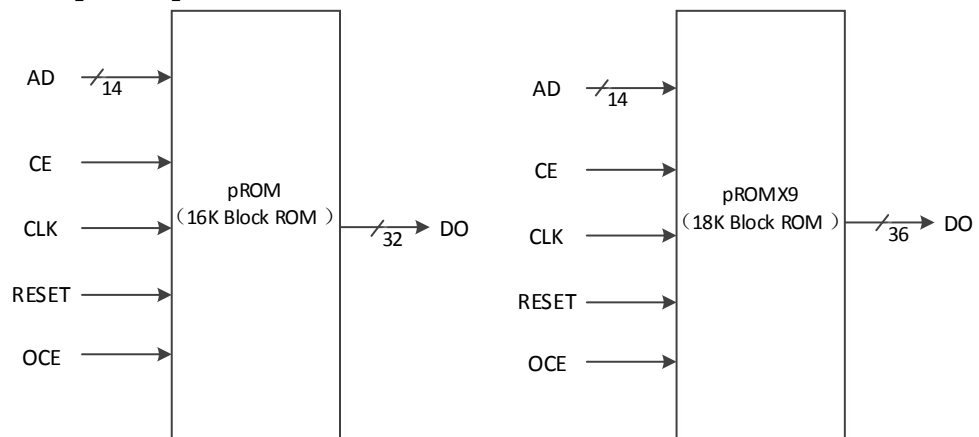 AD
14
CE
CLK
RESET
OCE
pROM
（16K Block ROM ）
32
DO
AD
14
CE
CLK
RESET
OCE
pROMX9
（18K Block ROM ）
36
DO